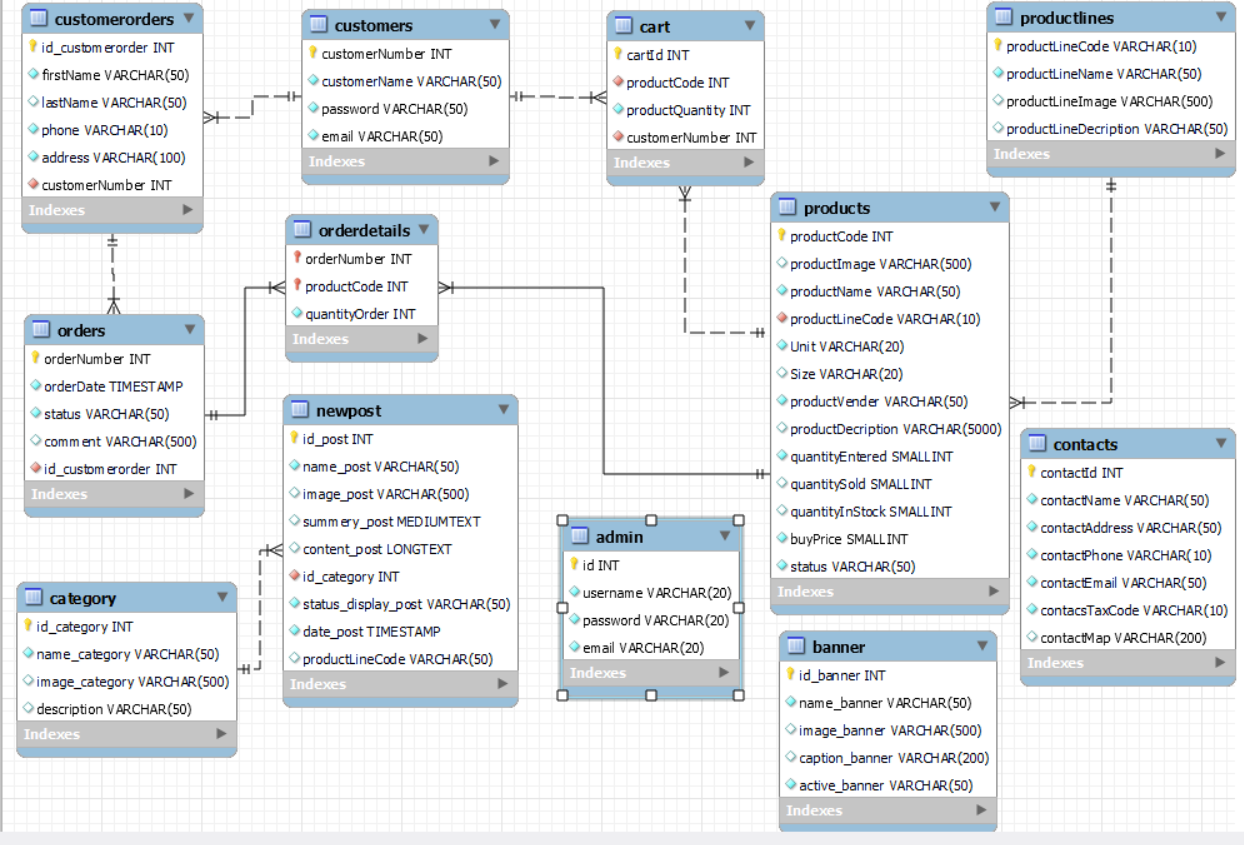 customerorders
id_customerorder INT
firstName VARCHAR(50)
lastName VARCHAR(50)
phone VARCHAR(10)
address VARCHAR(100)
customerNumber INT
Indexes
customers
customerNumber INT
customerName VARCHAR(50)
password VARCHAR(50)
email VARCHAR(50)
Indexes
cart
cartId INT
productCode INT
productQuantity INT
customerNumber INT
Indexes
productlines
productLineCode VARCHAR(10)
productLineName VARCHAR(50)
productLineImage VARCHAR(500)
productLineDecription VARCHAR(50)
Indexes
orderdetails
orderNumber INT
productCode INT
quantityOrder INT
Indexes
products
productCode INT
productImage VARCHAR(500)
productName VARCHAR(50)
productLineCode VARCHAR(10)
Unit VARCHAR(20)
Size VARCHAR(20)
productVender VARCHAR(50)
productDecription VARCHAR(5000)
quantityEntered SMALLINT
quantitySold SMALLINT
quantityInStock SMALLINT
buyPrice SMALLINT
status VARCHAR(50)
Indexes
orders
orderNumber INT
orderDate TIMESTAMP
status VARCHAR(50)
comment VARCHAR(500)
id_customerorder INT
Indexes
newpost
id_post INT
name_post VARCHAR(50)
image_post VARCHAR(500)
summery_post MEDIUMTEXT
content_post LONGTEXT
id_category INT
status_display_post VARCHAR(50)
date_post TIMESTAMP
productLineCode VARCHAR(50)
Indexes
contacts
contactId INT
contactName VARCHAR(50)
contactAddress VARCHAR(50)
contactPhone VARCHAR(10)
contactEmail VARCHAR(50)
contacsTaxCode VARCHAR(10)
contactMap VARCHAR(200)
Indexes
admin
id INT
username VARCHAR(20)
password VARCHAR(20)
email VARCHAR(20)
Indexes
category
id_category INT
name_category VARCHAR(50)
image_category VARCHAR(500)
description VARCHAR(50)
Indexes
banner
id_banner INT
name_banner VARCHAR(50)
image_banner VARCHAR(500)
caption_banner VARCHAR(200)
active_banner VARCHAR(50)
Indexes